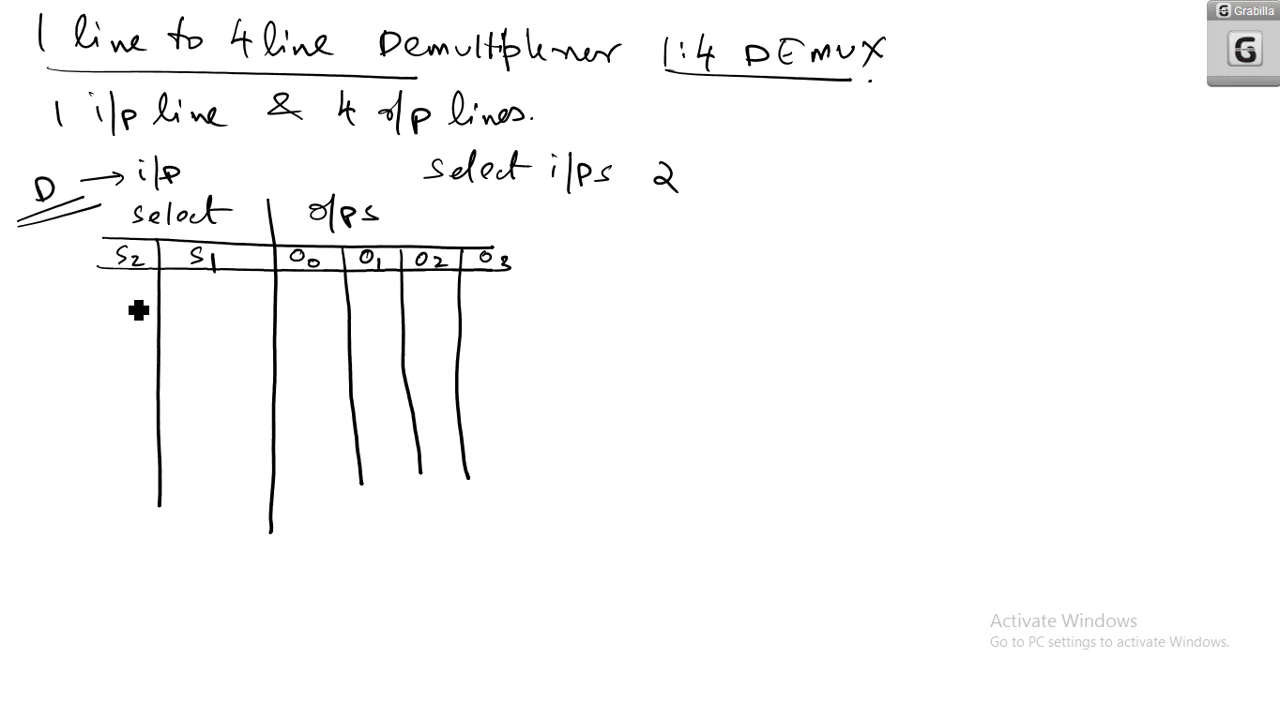 1 line to 4 line Demultiplexer 1:4 DEMUX
1 i/p line & 4 o/p lines.
D → i/p select i/ps 2
select o/ps
S2 S1 O0 O1 O2 O3
Grabilla
G
Activate Windows
Go to PC settings to activate Windows.